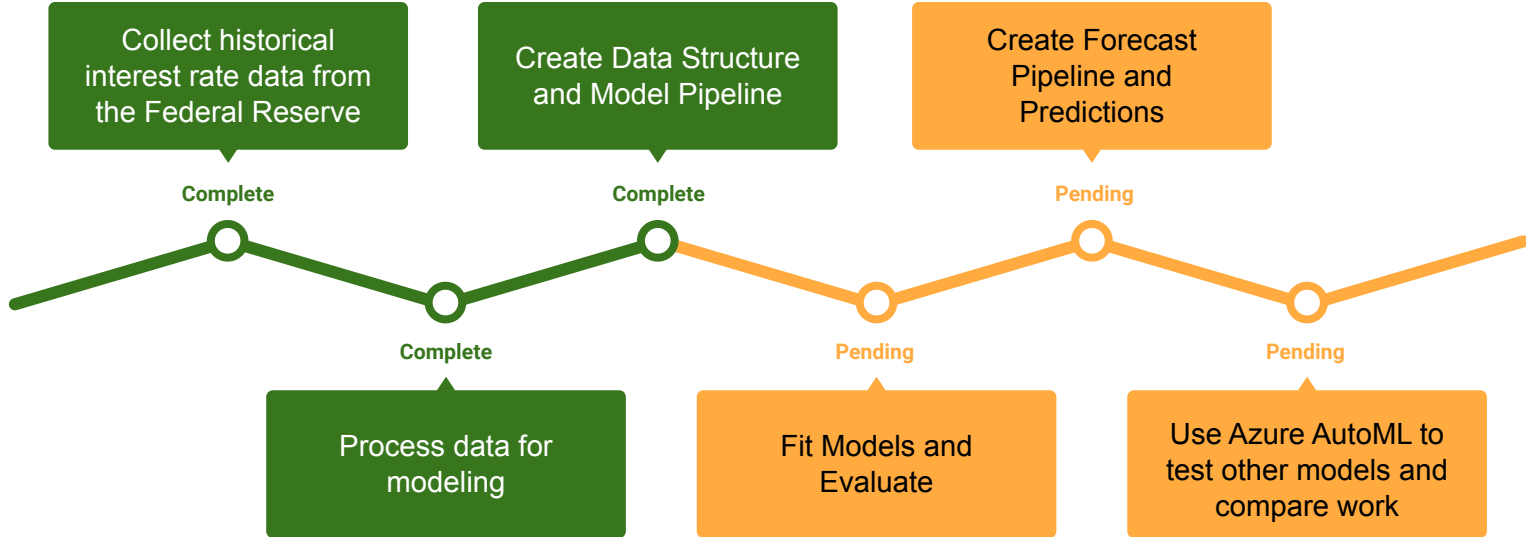 Collect historical
interest rate data from
the Federal Reserve
Complete
Process data for
modeling
Complete
Create Data Structure
and Model Pipeline
Complete
Fit Models and
Evaluate
Pending
Create Forecast
Pipeline and
Predictions
Pending
Use Azure AutoML to
test other models and
compare work
Pending